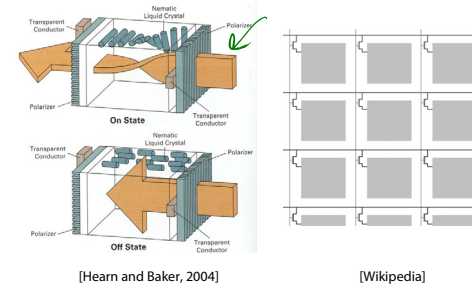 Nematic
Liquid Crystal
Transparent
Conductor
Polarizer
Polarizer
Transparent
Conductor
On State
Nematic
Liquid Crystal
Transparent
Conductor
Polarizer
Polarizer
Transparent
Conductor
Off State
[Hearn and Baker, 2004]
[Wikipedia]